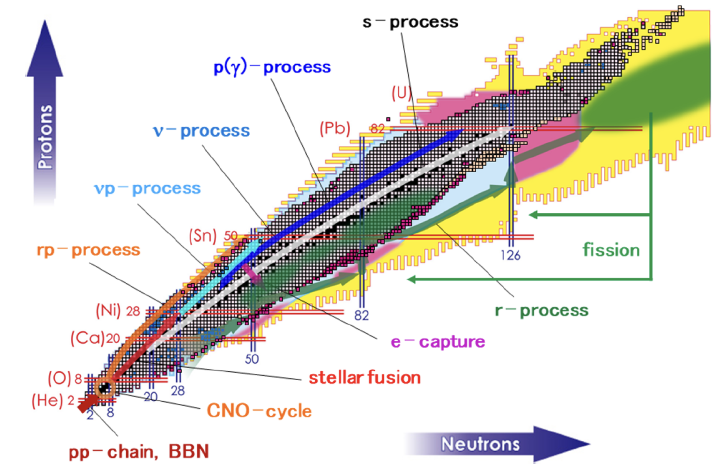 s-process
p(γ)-process
(U)
Protons
ν-process
(Pb) 82
νp-process
(Sn) 50
rp-process
fission
126
(Ni) 28
r-process
82
(Ca) 20
e-capture
50
stellar fusion
(O) 8
20
28
(He) 2
2
8
CNO-cycle
Neutrons
pp-chain, BBN